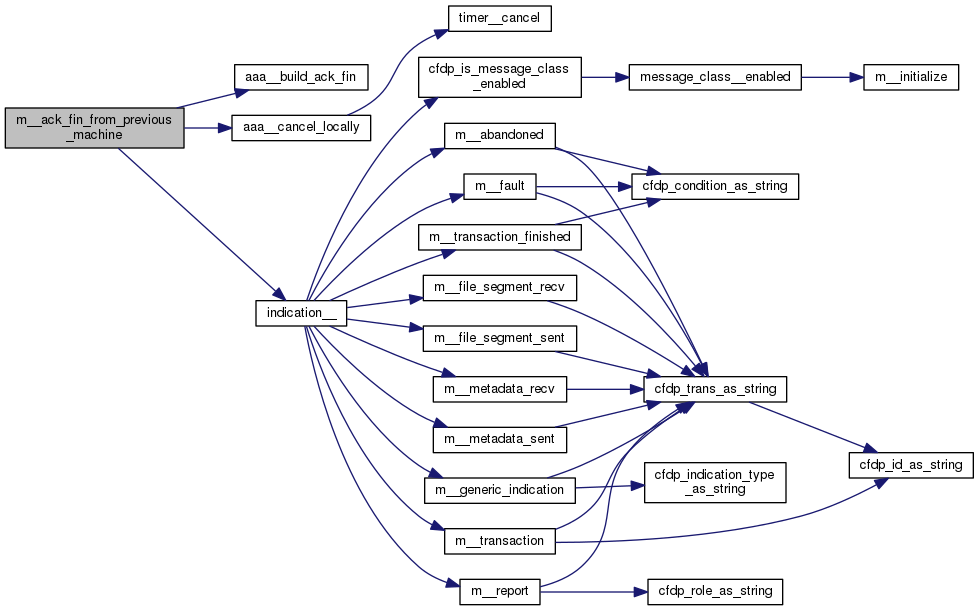 timer__cancel
cfdp_is_message_class
_enabled
message_class__enabled
m__initialize
aaa__build_ack_fin
m__ack_fin_from_previous
_machine
aaa__cancel_locally
m__abandoned
m__fault
cfdp_condition_as_string
m__transaction_finished
m__file_segment_recv
indication__
m__file_segment_sent
m__metadata_recv
cfdp_trans_as_string
m__metadata_sent
cfdp_id_as_string
m__generic_indication
cfdp_indication_type
_as_string
m__transaction
m__report
cfdp_role_as_string